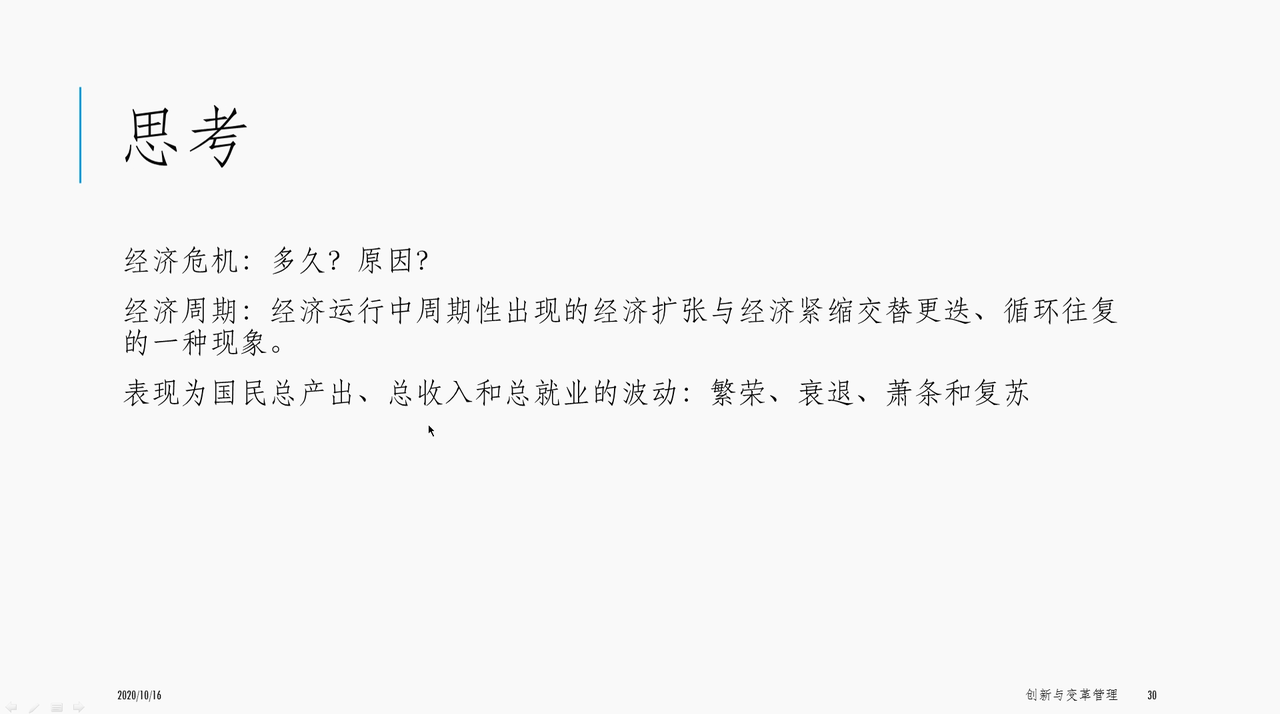 思考
经济危机：多久？原因？
经济周期：经济运行中周期性出现的经济扩张与经济紧缩交替更迭、循环往复
的一种现象。
表现为国民总产出、总收入和总就业的波动：繁荣、衰退、萧条和复苏
2020/10/16
创新与变革管理
30